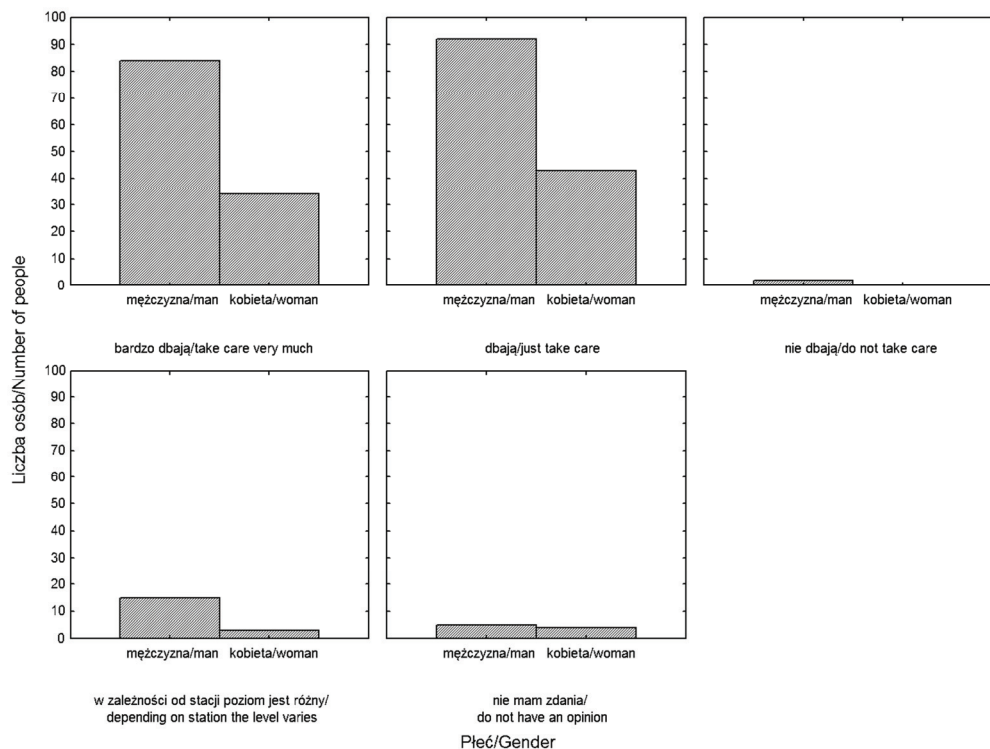 Liczba osób/Number of people
100
90
80
70
60
50
40
30
20
10
0
mężczyzna/man kobieta/woman
bardzo dbają/take care very much
mężczyzna/man kobieta/woman
dbają/just take care
mężczyzna/man kobieta/woman
nie dbają/do not take care
100
90
80
70
60
50
40
30
20
10
0
mężczyzna/man kobieta/woman
w zależności od stacji poziom jest różny/
depending on station the level varies
mężczyzna/man kobieta/woman
nie mam zdania/
do not have an opinion
Płeć/Gender